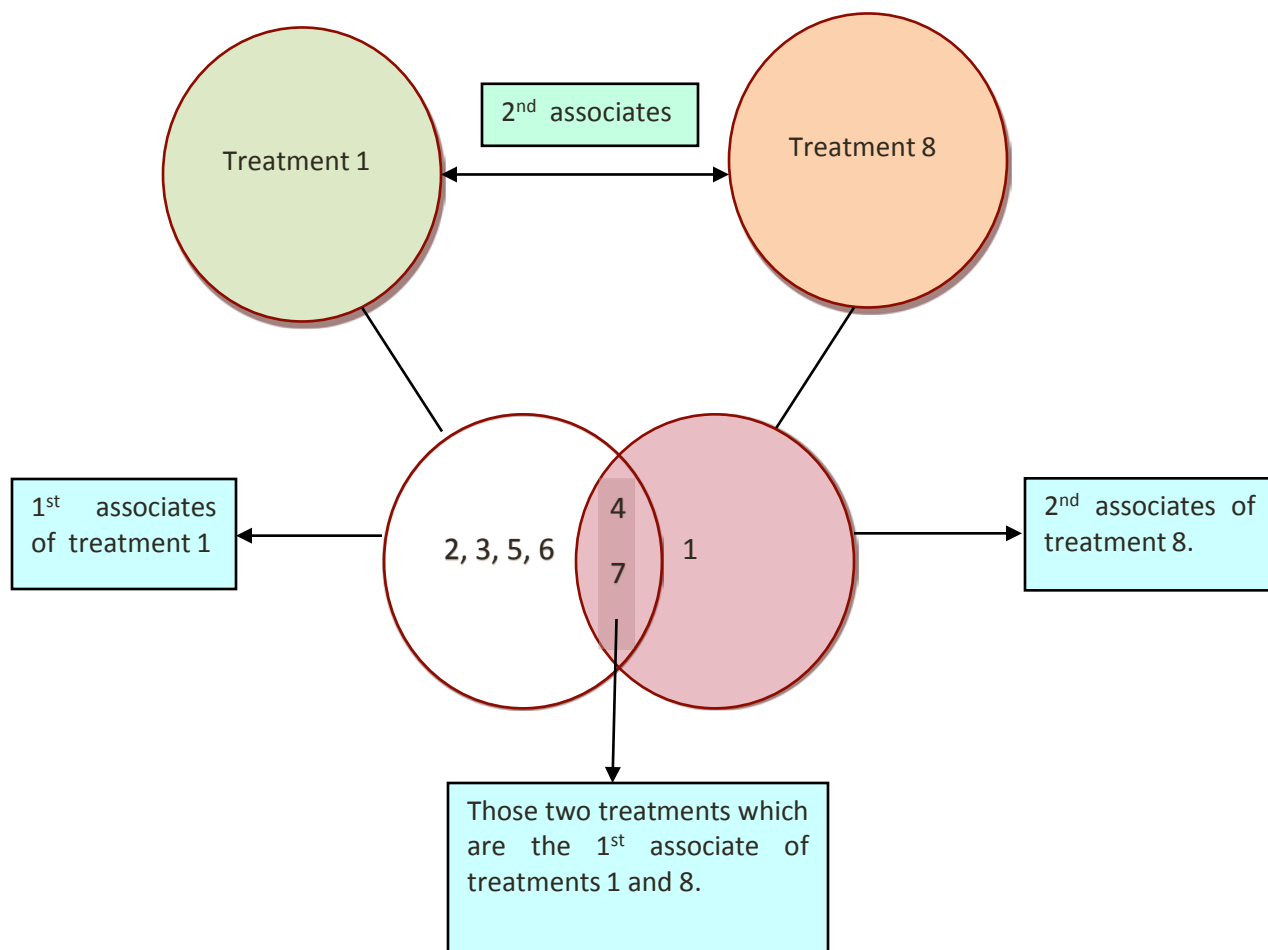 2nd associates
Treatment 1
Treatment 8
1st associates
of treatment 1
2, 3, 5, 6
4
7
1
2nd associates of
treatment 8.
Those two treatments which
are the 1st associate of
treatments 1 and 8.